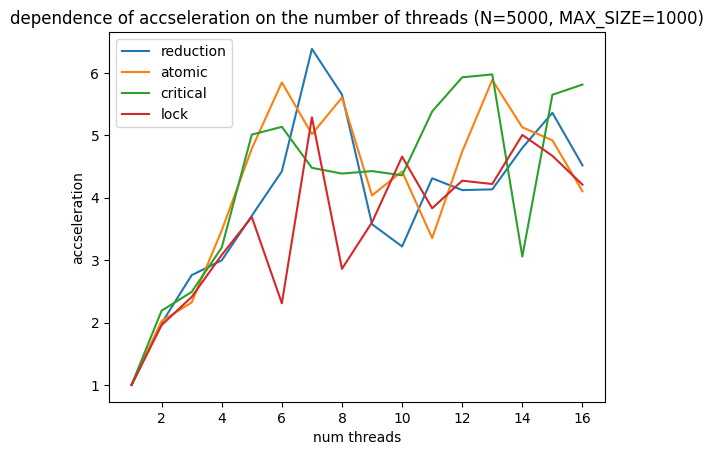 dependence of accseleration on the number of threads (N=5000, MAX_SIZE=1000)
reduction
atomic
critical
lock
accseleration
6
5
4
3
2
1
2 4 6 8 10 12 14 16
num threads